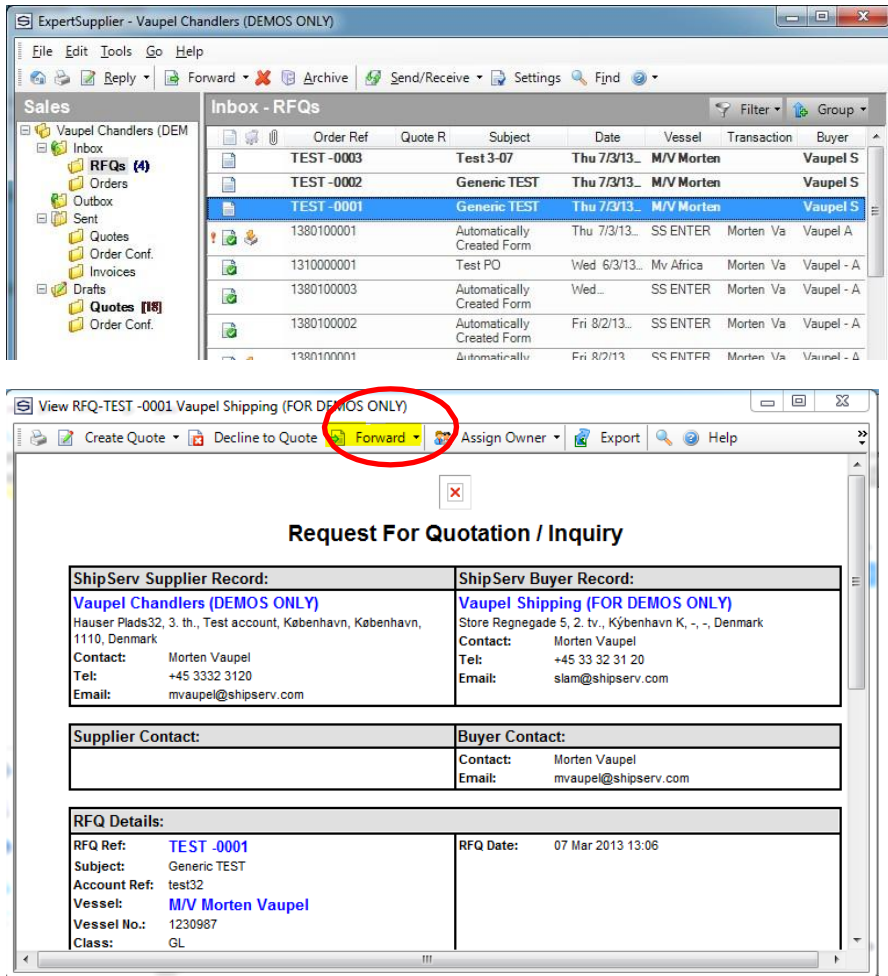 ExpertSupplier - Vaupel Chandlers (DEMOS ONLY)
File Edit Tools Go Help
Reply Forward Archive Send/Receive Settings Find
Sales
Inbox - RFQs
Filter Group
Vaupel Chandlers (DEM
Inbox
RFQs (4)
Orders
Outbox
Sent
Quotes
Order Conf.
Invoices
Drafts
Quotes [18]
Order Conf.
Order Ref Quote R Subject Date Vessel Transaction Buyer
TEST -0003 Test 3-07 Thu 7/3/13... M/V Morten Vaupel S
TEST -0002 Generic TEST Thu 7/3/13... M/V Morten Vaupel S
TEST -0001 Generic TEST Thu 7/3/13... M/V Morten Vaupel S
1380100001 Automatically Created Form Thu 7/3/13... SS ENTER Morten Va Vaupel A
1310000001 Test PO Wed 6/3/13... Mv Africa Morten Va Vaupel - A
1380100003 Automatically Created Form Wed... SS ENTER Morten Va Vaupel - A
1380100002 Automatically Created Form Fri 8/2/13... SS ENTER Morten Va Vaupel - A
1380100001 Automatically Fri 8/2/13 SS ENTER Morten Va Vaupel - A
View RFQ-TEST -0001 Vaupel Shipping (FOR DEMOS ONLY)
Create Quote Decline to Quote Forward Assign Owner Export Help
Request For Quotation / Inquiry
ShipServ Supplier Record:
Vaupel Chandlers (DEMOS ONLY)
Hauser Plads32, 3. th., Test account, København, København,
1110, Denmark
Contact: Morten Vaupel
Tel: +45 3332 3120
Email: mvaupel@shipserv.com
ShipServ Buyer Record:
Vaupel Shipping (FOR DEMOS ONLY)
Store Regnegade 5, 2. tv., Kýbenhavn K, -, -, Denmark
Contact: Morten Vaupel
Tel: +45 33 32 31 20
Email: slam@shipserv.com
Supplier Contact:
Buyer Contact:
Contact: Morten Vaupel
Email: mvaupel@shipserv.com
RFQ Details:
RFQ Ref: TEST -0001
Subject: Generic TEST
Account Ref: test32
Vessel: M/V Morten Vaupel
Vessel No.: 1230987
Class: GL
RFQ Date: 07 Mar 2013 13:06